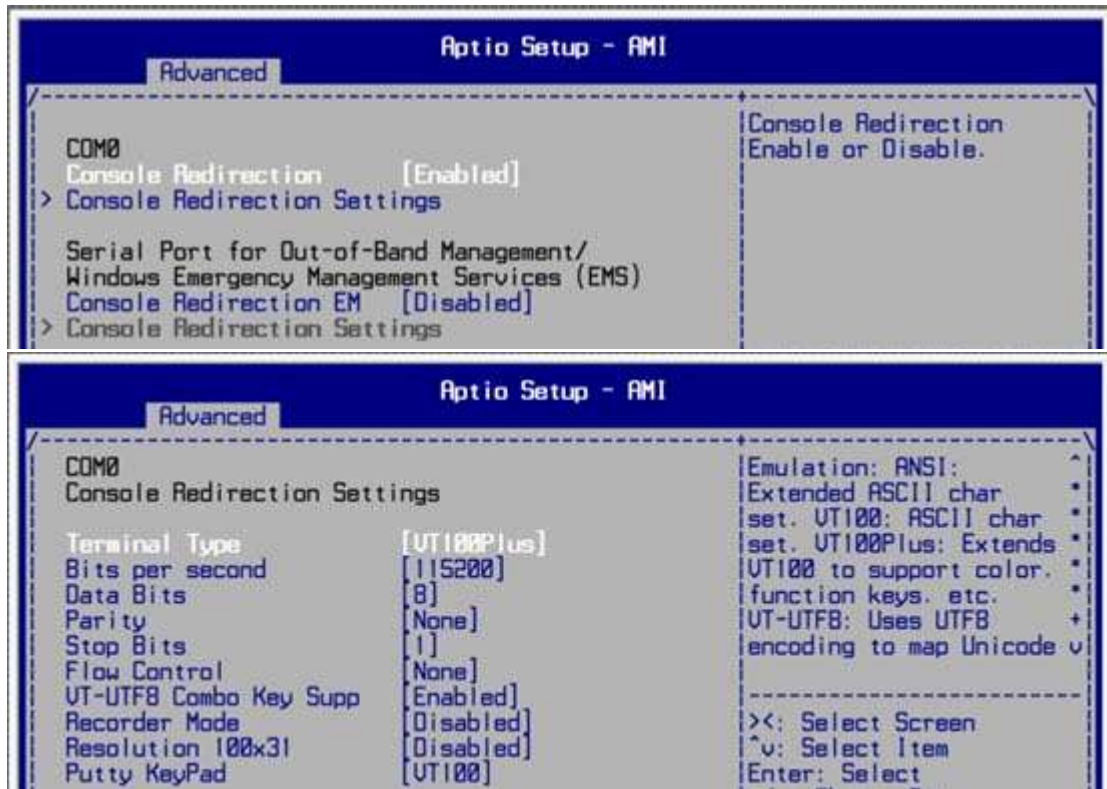 Aptio Setup - AMI
Advanced
COM0
Console Redirection [Enabled]
> Console Redirection Settings
Serial Port for Out-of-Band Management/
Windows Emergency Management Services (EMS)
Console Redirection EM [Disabled]
> Console Redirection Settings
Console Redirection
Enable or Disable.
Aptio Setup - AMI
Advanced
COM0
Console Redirection Settings
Terminal Type [VT100Plus]
Bits per second [115200]
Data Bits [8]
Parity [None]
Stop Bits [1]
Flow Control [None]
VT-UTF8 Combo Key Supp [Enabled]
Recorder Mode [Disabled]
Resolution 100x31 [Disabled]
Putty KeyPad [VT100]
Emulation: ANSI: ^
Extended ASCII char *
set. VT100: ASCII char *
set. VT100Plus: Extends *
VT100 to support color. *
function keys. etc. *
VT-UTF8: Uses UTF8 +
encoding to map Unicode v
><: Select Screen
^v: Select Item
Enter: Select